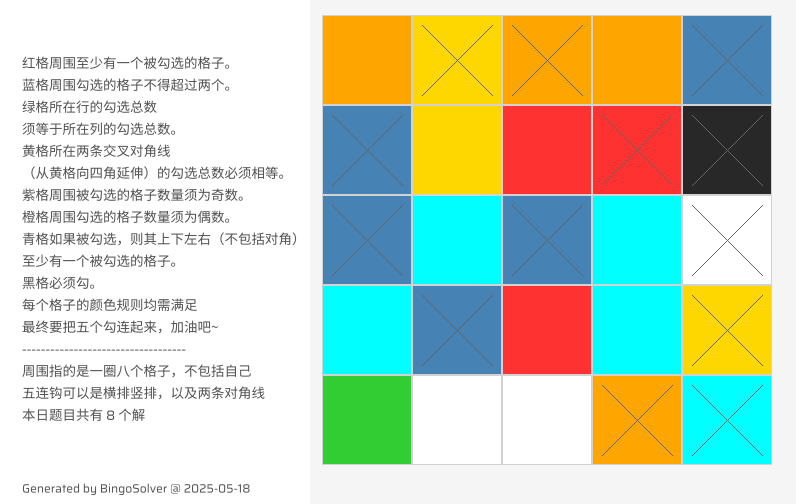 红格周围至少有一个被勾选的格子。
蓝格周围勾选的格子不得超过两个。
绿格所在行的勾选总数
须等于所在列的勾选总数。
黄格所在两条交叉对角线
（从黄格向四角延伸）的勾选总数必须相等。
紫格周围被勾选的格子数量须为奇数。
橙格周围勾选的格子数量须为偶数。
青格如果被勾选，则其上下左右（不包括对角）
至少有一个被勾选的格子。
黑格必须勾。
每个格子的颜色规则均需满足
最终要把五个勾连起来，加油吧~
-----------------------------------
周围指的是一圈八个格子，不包括自己
五连钩可以是横排竖排，以及两条对角线
本日题目共有 8 个解
Generated by BingoSolver @ 2025-05-18